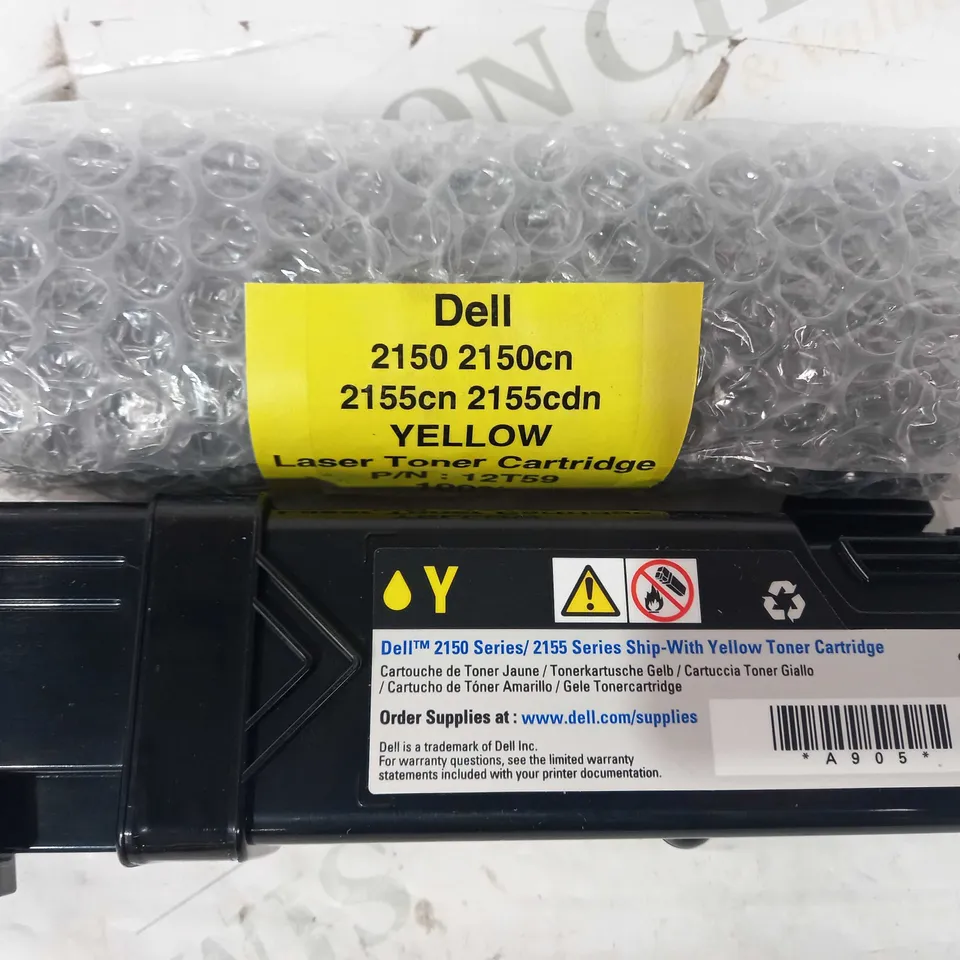 Dell
2150 2150cn
2155cn 2155cdn
YELLOW
Laser Toner Cartridge
P/N : 12T59
Y
Dell™ 2150 Series/ 2155 Series Ship-With Yellow Toner Cartridge
Cartouche de Toner Jaune / Tonerkartusche Gelb / Cartuccia Toner Giallo
/ Cartucho de Tóner Amarillo / Gele Tonercartridge
Order Supplies at : www.dell.com/supplies
Dell is a trademark of Dell Inc.
For warranty questions, see the limited warranty
statements included with your printer documentation.
* A 9 0 5 *